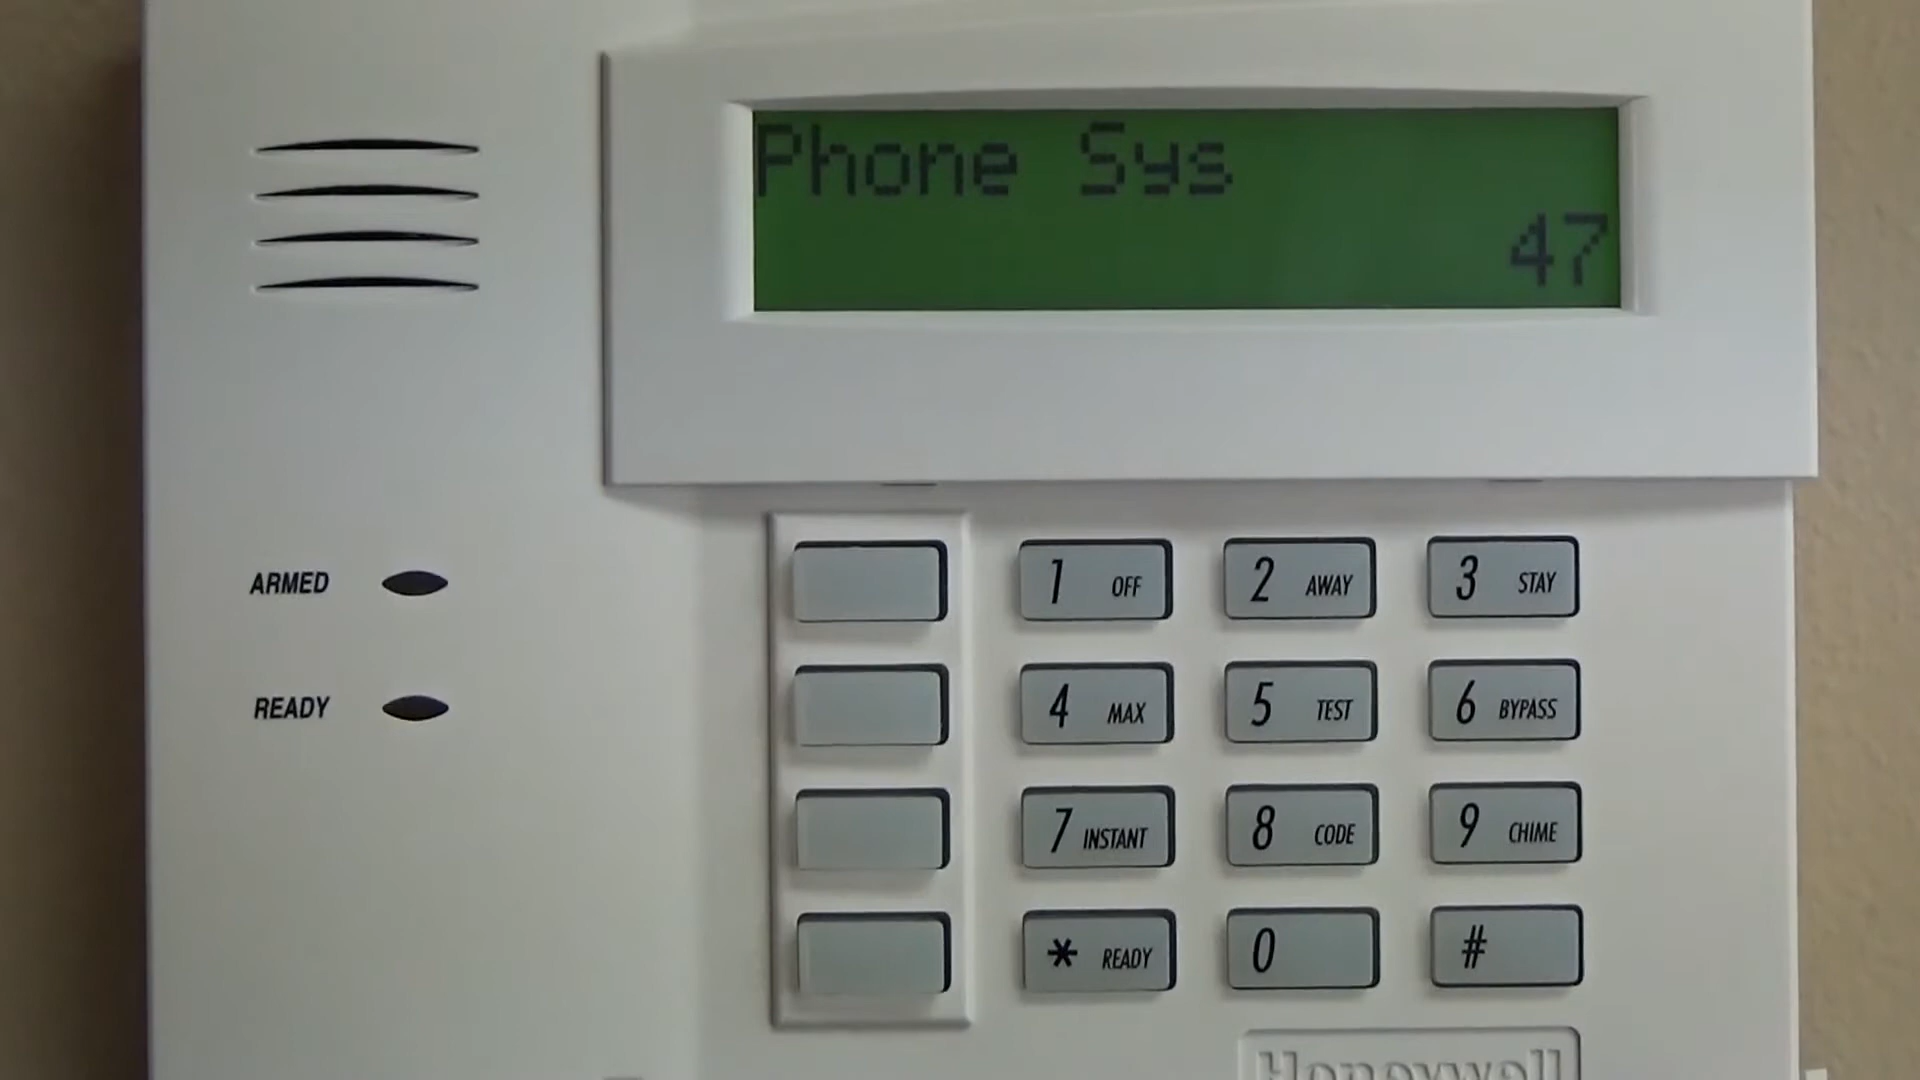 Phone Sys
47
ARMED
READY
1 OFF
2 AWAY
3 STAY
4 MAX
5 TEST
6 BYPASS
7 INSTANT
8 CODE
9 CHIME
* READY
0
#
Honeywell